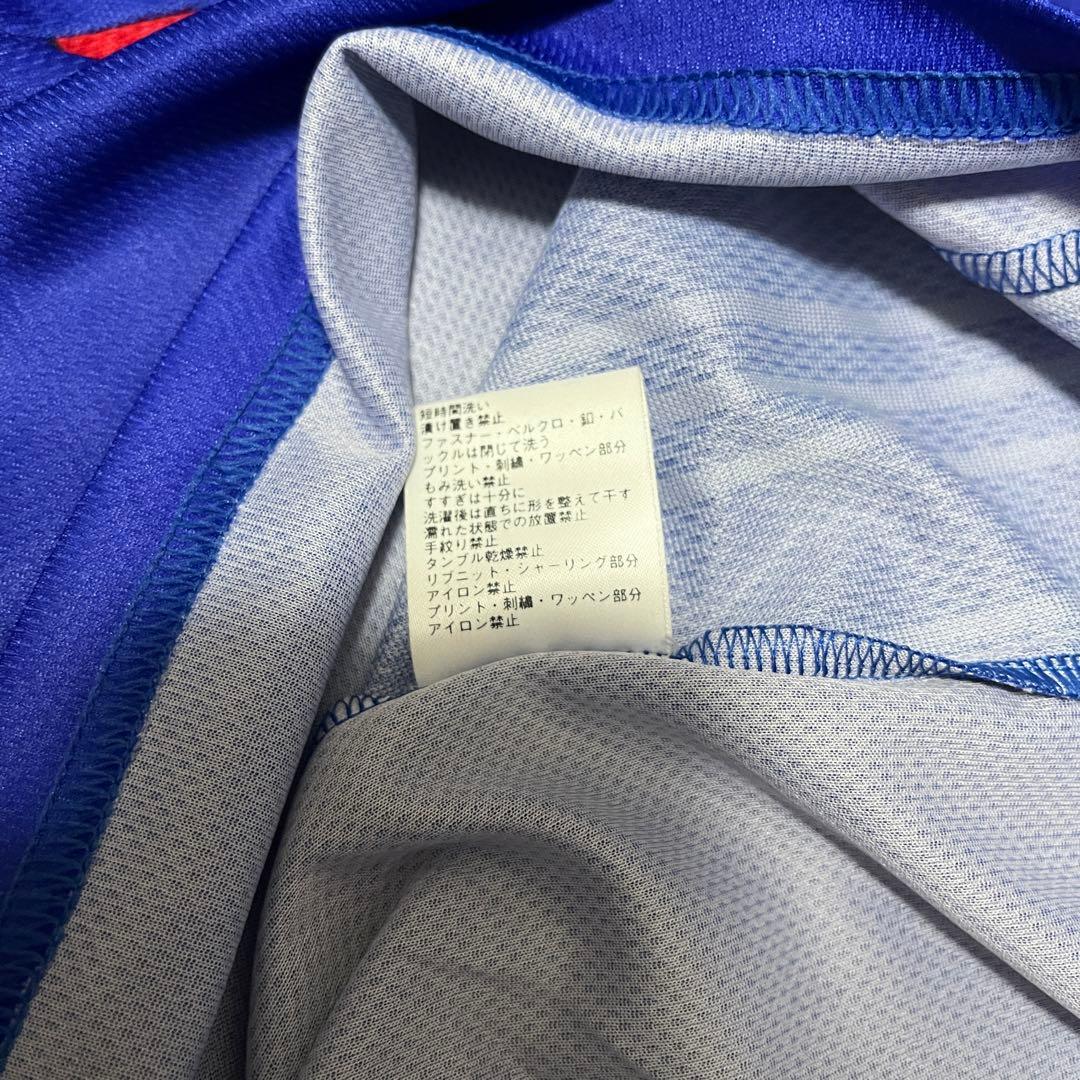 短時間洗い
漬け置き禁止
ファスナー・ベルクロ・釦・バ
ックルは閉じて洗う
プリント・刺繍・ワッペン部分
もみ洗い禁止
すすぎは十分に
洗濯後は直ちに形を整えて干す
濡れた状態での放置禁止
手絞り禁止
タンブル乾燥禁止
リブニット・シャーリング部分
アイロン禁止
プリント・刺繍・ワッペン部分
アイロン禁止